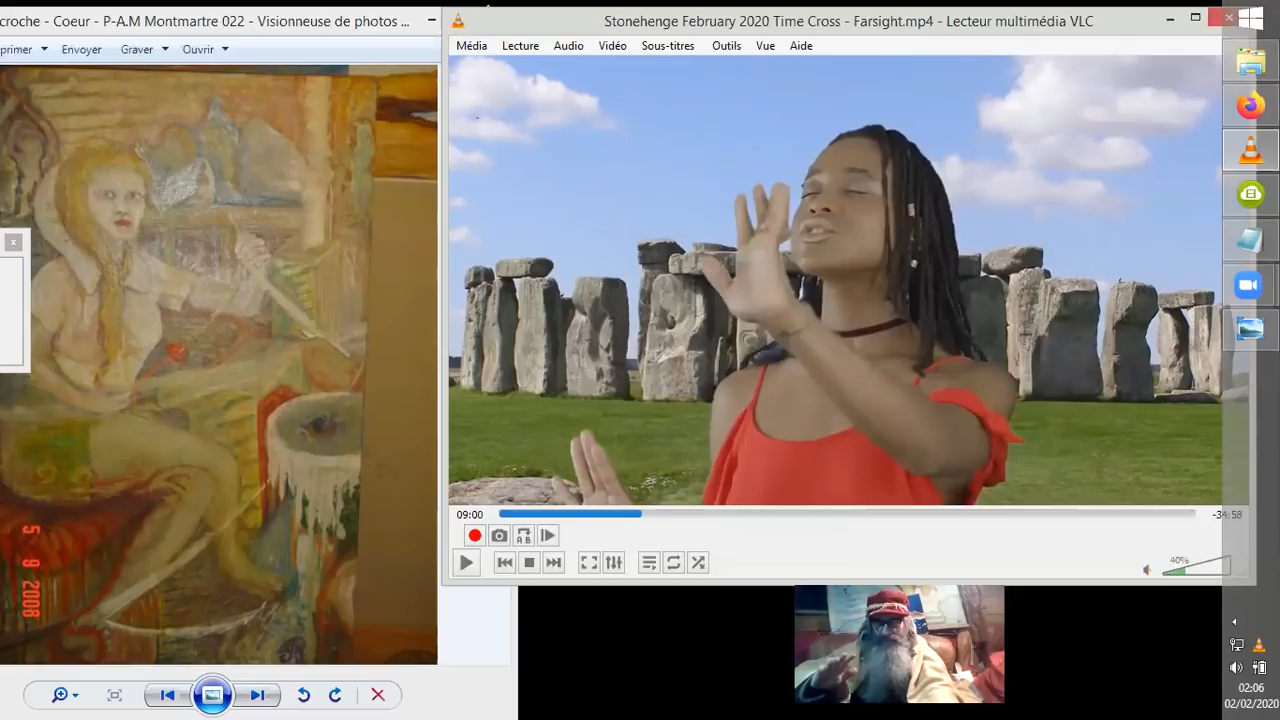 croche - Coeur - P-A.M Montmartre 022 - Visionneuse de photos ...
primer Envoyer Graver Ouvrir
5 9 2008
Stonehenge February 2020 Time Cross - Farsight.mp4 - Lecteur multimédia VLC
Média Lecture Audio Vidéo Sous-titres Outils Vue Aide
09:00
-34:58
A B
40%
02:06
02/02/2020